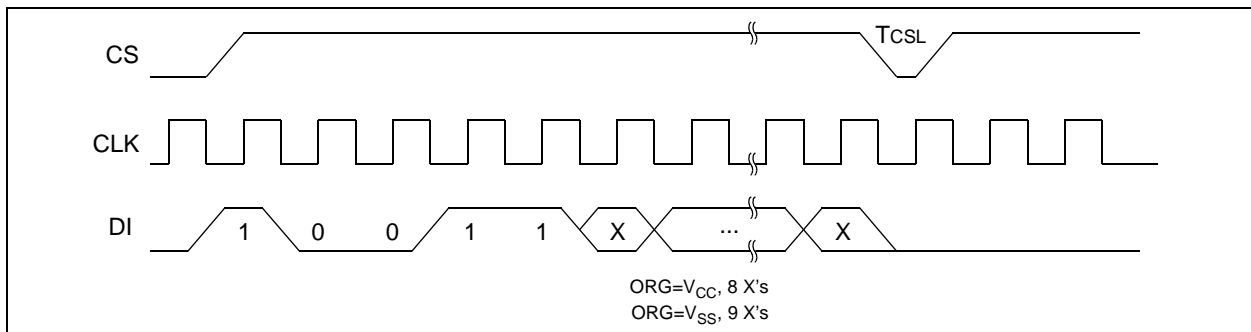 CS
TCSL
CLK
DI
1 0 0 1 1 X ... X
ORG=VCC, 8 X's
ORG=VSS, 9 X's